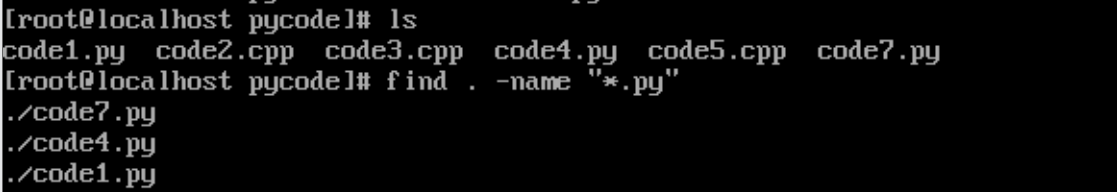 [root@localhost pycode]# ls
code1.py  code2.cpp  code3.cpp  code4.py  code5.cpp  code7.py
[root@localhost pycode]# find . -name "*.py"
./code7.py
./code4.py
./code1.py